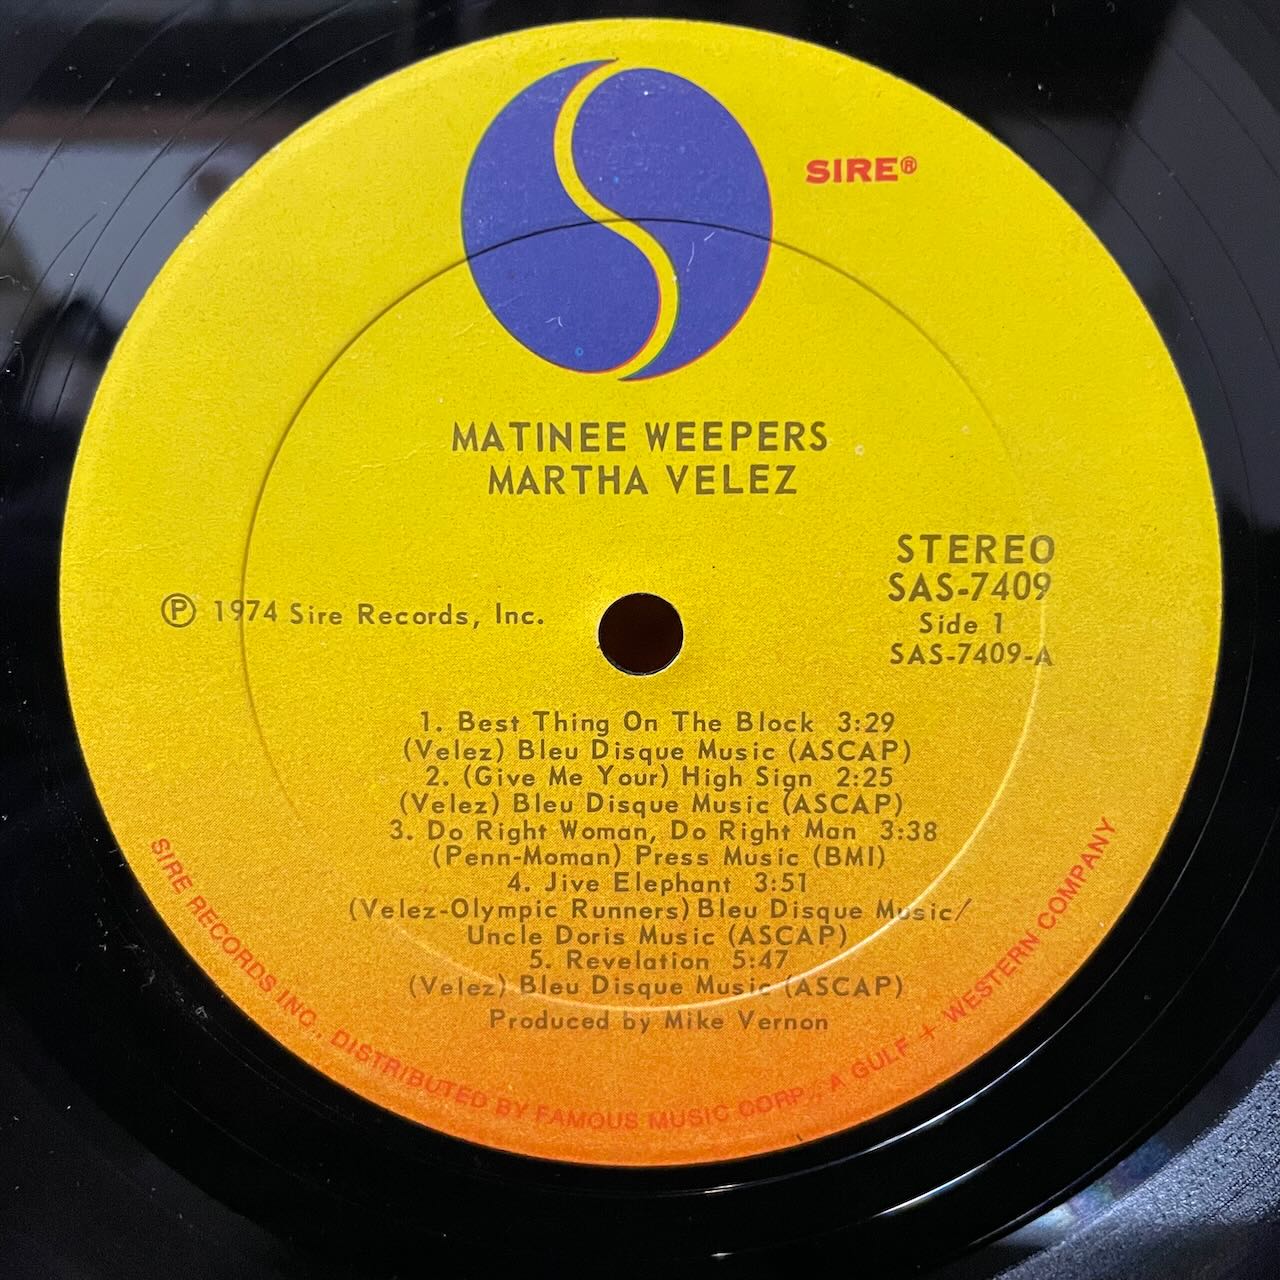 SIRE®
MATINEE WEEPERS
MARTHA VELEZ
STEREO
SAS-7409
Ⓟ 1974 Sire Records, Inc.
Side 1
SAS-7409-A
1. Best Thing On The Block 3:29
(Velez) Bleu Disque Music (ASCAP)
2. (Give Me Your) High Sign 2:25
(Velez) Bleu Disque Music (ASCAP)
3. Do Right Woman, Do Right Man 3:38
(Penn-Moman) Press Music (BMI)
4. Jive Elephant 3:51
(Velez-Olympic Runners) Bleu Disque Music/
Uncle Doris Music (ASCAP)
5. Revelation 5:47
(Velez) Bleu Disque Music (ASCAP)
Produced by Mike Vernon
SIRE RECORDS INC., DISTRIBUTED BY FAMOUS MUSIC CORP., A GULF + WESTERN COMPANY